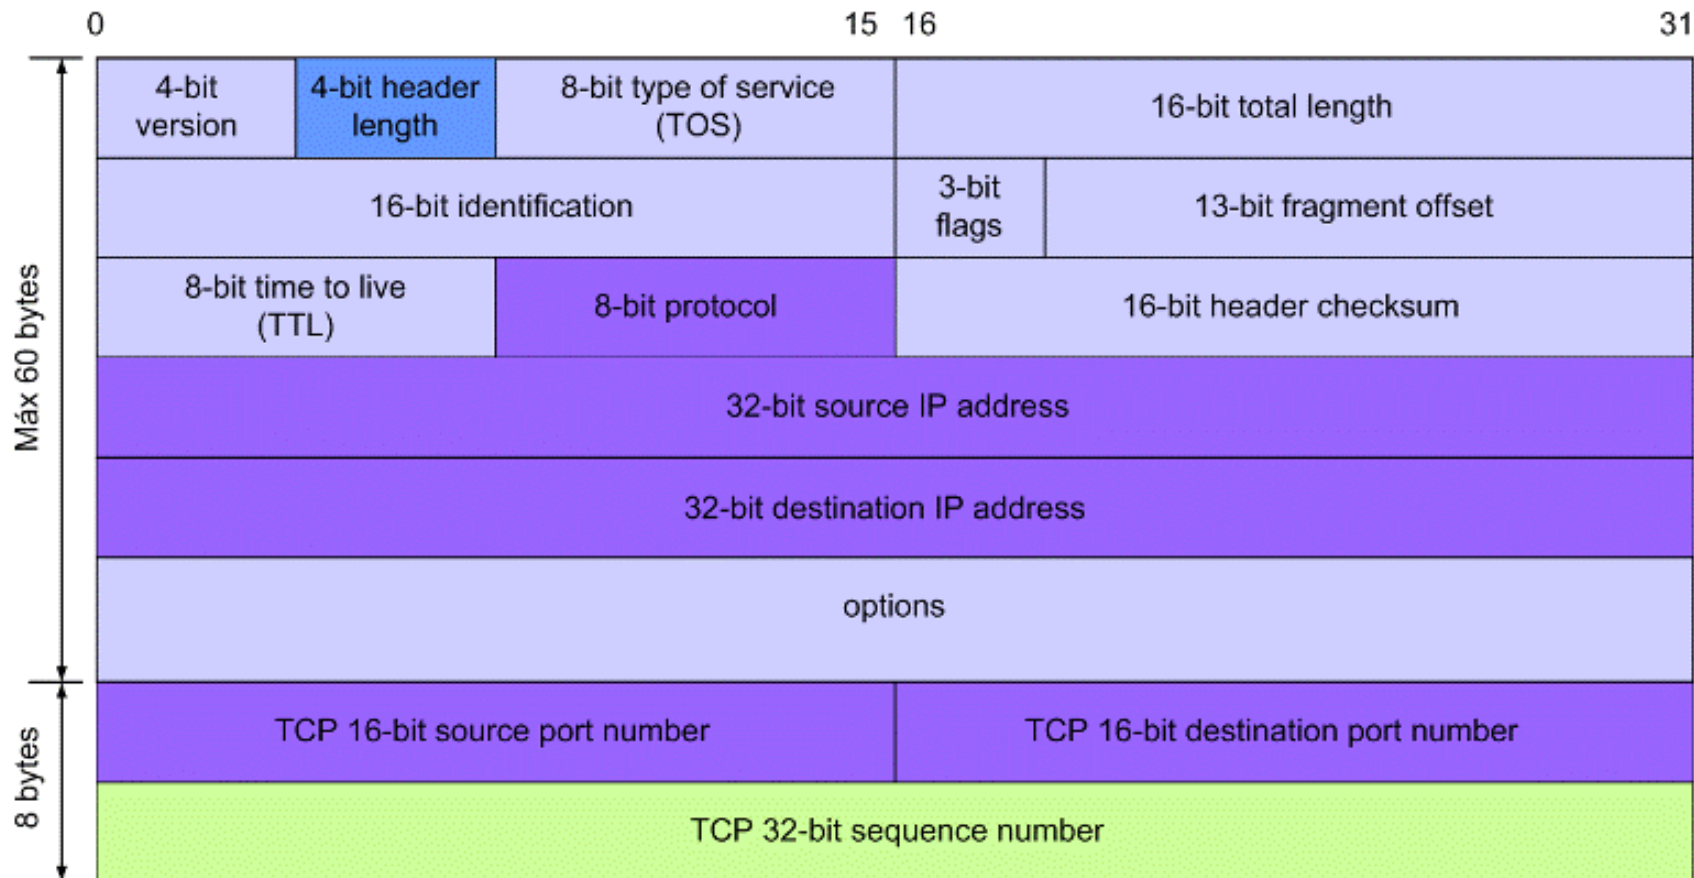 0
15
16
31
4-bit
version
4-bit header
length
8-bit type of service
(TOS)
16-bit total length
16-bit identification
3-bit
flags
13-bit fragment offset
8-bit time to live
(TTL)
8-bit protocol
16-bit header checksum
Máx 60 bytes
32-bit source IP address
32-bit destination IP address
options
8 bytes
TCP 16-bit source port number
TCP 16-bit destination port number
TCP 32-bit sequence number